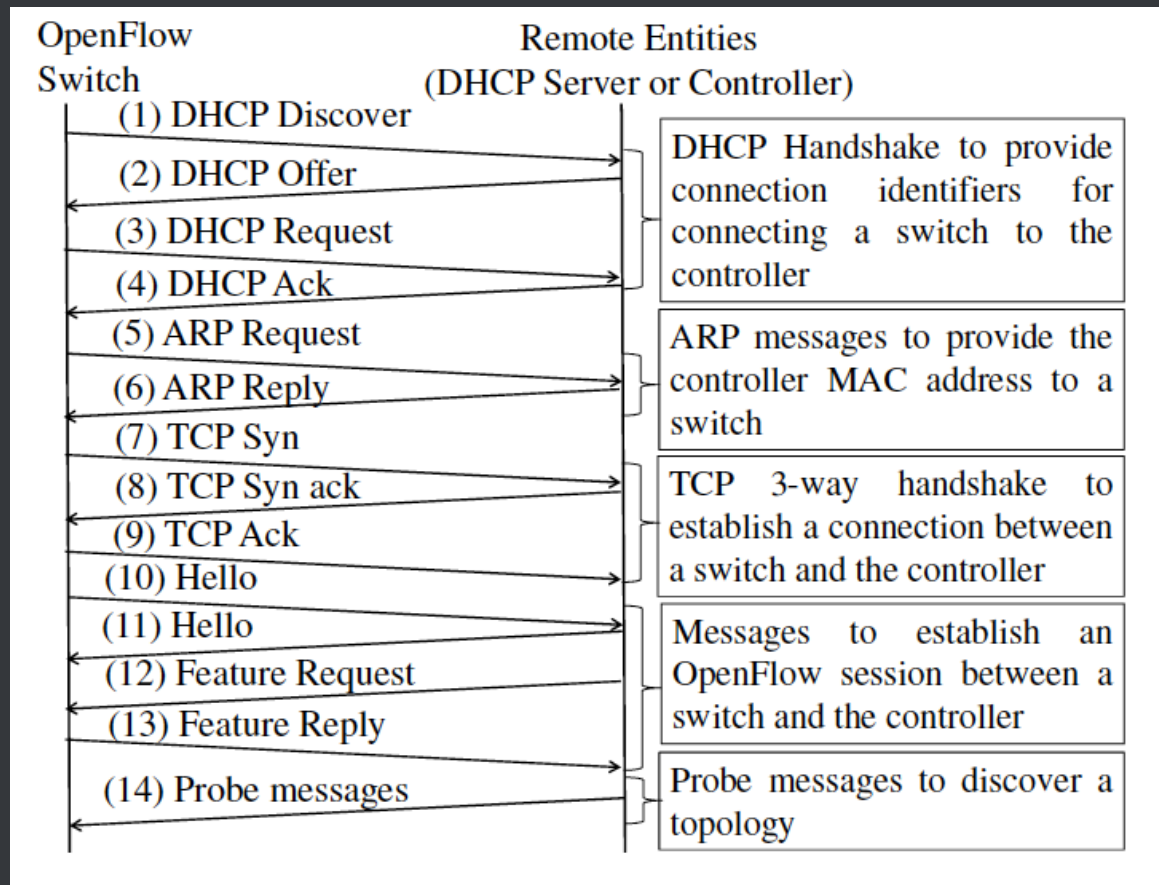 OpenFlow
Switch
Remote Entities
(DHCP Server or Controller)
(1) DHCP Discover
(2) DHCP Offer
(3) DHCP Request
(4) DHCP Ack
DHCP Handshake to provide
connection identifiers for
connecting a switch to the
controller
(5) ARP Request
(6) ARP Reply
ARP messages to provide the
controller MAC address to a
switch
(7) TCP Syn
(8) TCP Syn ack
(9) TCP Ack
TCP 3-way handshake to
establish a connection between
a switch and the controller
(10) Hello
(11) Hello
(12) Feature Request
(13) Feature Reply
Messages to establish an
OpenFlow session between a
switch and the controller
(14) Probe messages
Probe messages to discover a
topology